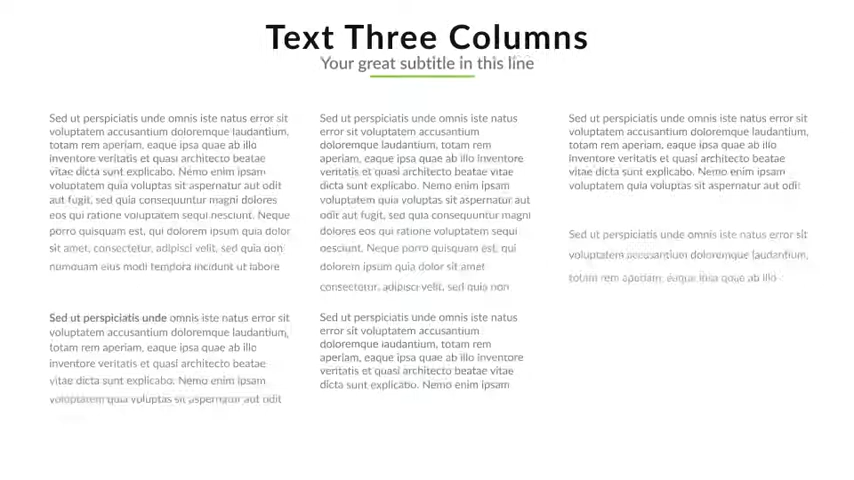 Text Three Columns
Your great subtitle in this line
Sed ut perspiciatis unde omnis iste natus error sit
voluptatem accusantium doloremque laudantium,
totam rem aperiam, eaque ipsa quae ab illo
inventore veritatis et quasi architecto beatae
vitae dicta sunt explicabo. Nemo enim ipsam
voluptatem quia voluptas sit aspernatur aut odit
aut fugit, sed quia consequuntur magni dolores
eos qui ratione voluptatem sequi nesciunt. Neque
porro quisquam est, qui dolorem ipsum quia dolor
sit amet, consectetur, adipisci velit, sed quia non
numquam eius modi tempora incidunt ut labore
Sed ut perspiciatis unde omnis iste natus error sit
voluptatem accusantium doloremque laudantium,
totam rem aperiam, eaque ipsa quae ab illo
inventore veritatis et quasi architecto beatae
vitae dicta sunt explicabo. Nemo enim ipsam
voluptatem quia voluptas sit aspernatur aut odit
Sed ut perspiciatis unde omnis iste natus
error sit voluptatem accusantium
doloremque laudantium, totam rem
aperiam, eaque ipsa quae ab illo inventore
veritatis et quasi architecto beatae vitae
dicta sunt explicabo. Nemo enim ipsam
voluptatem quia voluptas sit aspernatur aut
odit aut fugit, sed quia consequuntur magni
dolores eos qui ratione voluptatem sequi
nesciunt. Neque porro quisquam est, qui
dolorem ipsum quia dolor sit amet
consectetur, adipisci velit, sed quia non
Sed ut perspiciatis unde omnis iste natus
error sit voluptatem accusantium
doloremque laudantium, totam rem
aperiam, eaque ipsa quae ab illo inventore
veritatis et quasi architecto beatae vitae
dicta sunt explicabo. Nemo enim ipsam
Sed ut perspiciatis unde omnis iste natus error sit
voluptatem accusantium doloremque laudantium,
totam rem aperiam, eaque ipsa quae ab illo
inventore veritatis et quasi architecto beatae
vitae dicta sunt explicabo. Nemo enim ipsam
voluptatem quia voluptas sit aspernatur aut odit
Sed ut perspiciatis unde omnis iste natus error sit
voluptatem accusantium doloremque laudantium,
totam rem aperiam, eaque ipsa quae ab illo